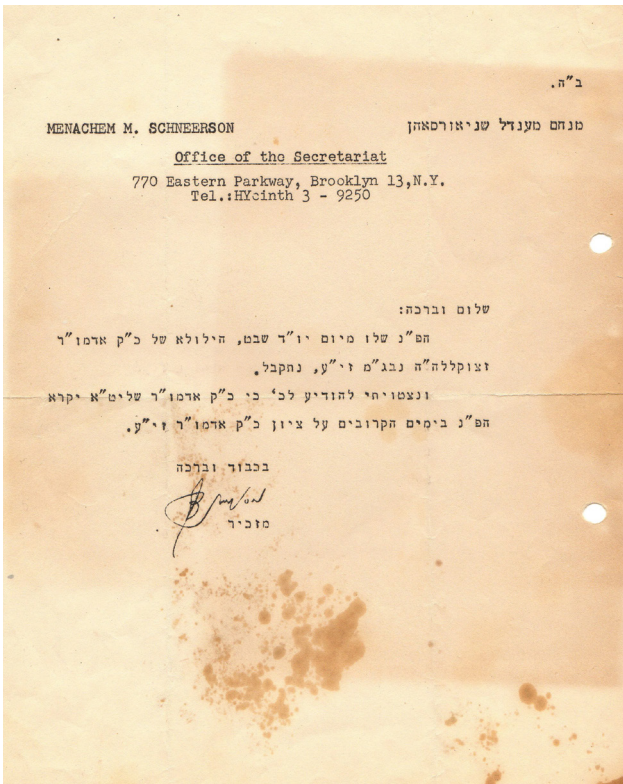 ב"ה.
MENACHEM M. SCHNEERSON מנחם מענדל שניאורסאהן
Office of the Secretariat
770 Eastern Parkway, Brooklyn 13,N.Y.
Tel.:HYcinth 3 - 9250
שלום וברכה:
הפ"נ שלו מיום יו"ד שבט, הילולא של כ"ק אדמו"ר
זצוקללה"ה נבג"מ זי"ע, נתקבל.
ונצטויתי להודיע לכ' כי כ"ק אדמו"ר שליט"א יקרא
הפ"נ בימים הקרובים על ציון כ"ק אדמו"ר זי"ע.
בכבוד וברכה
מזכיר